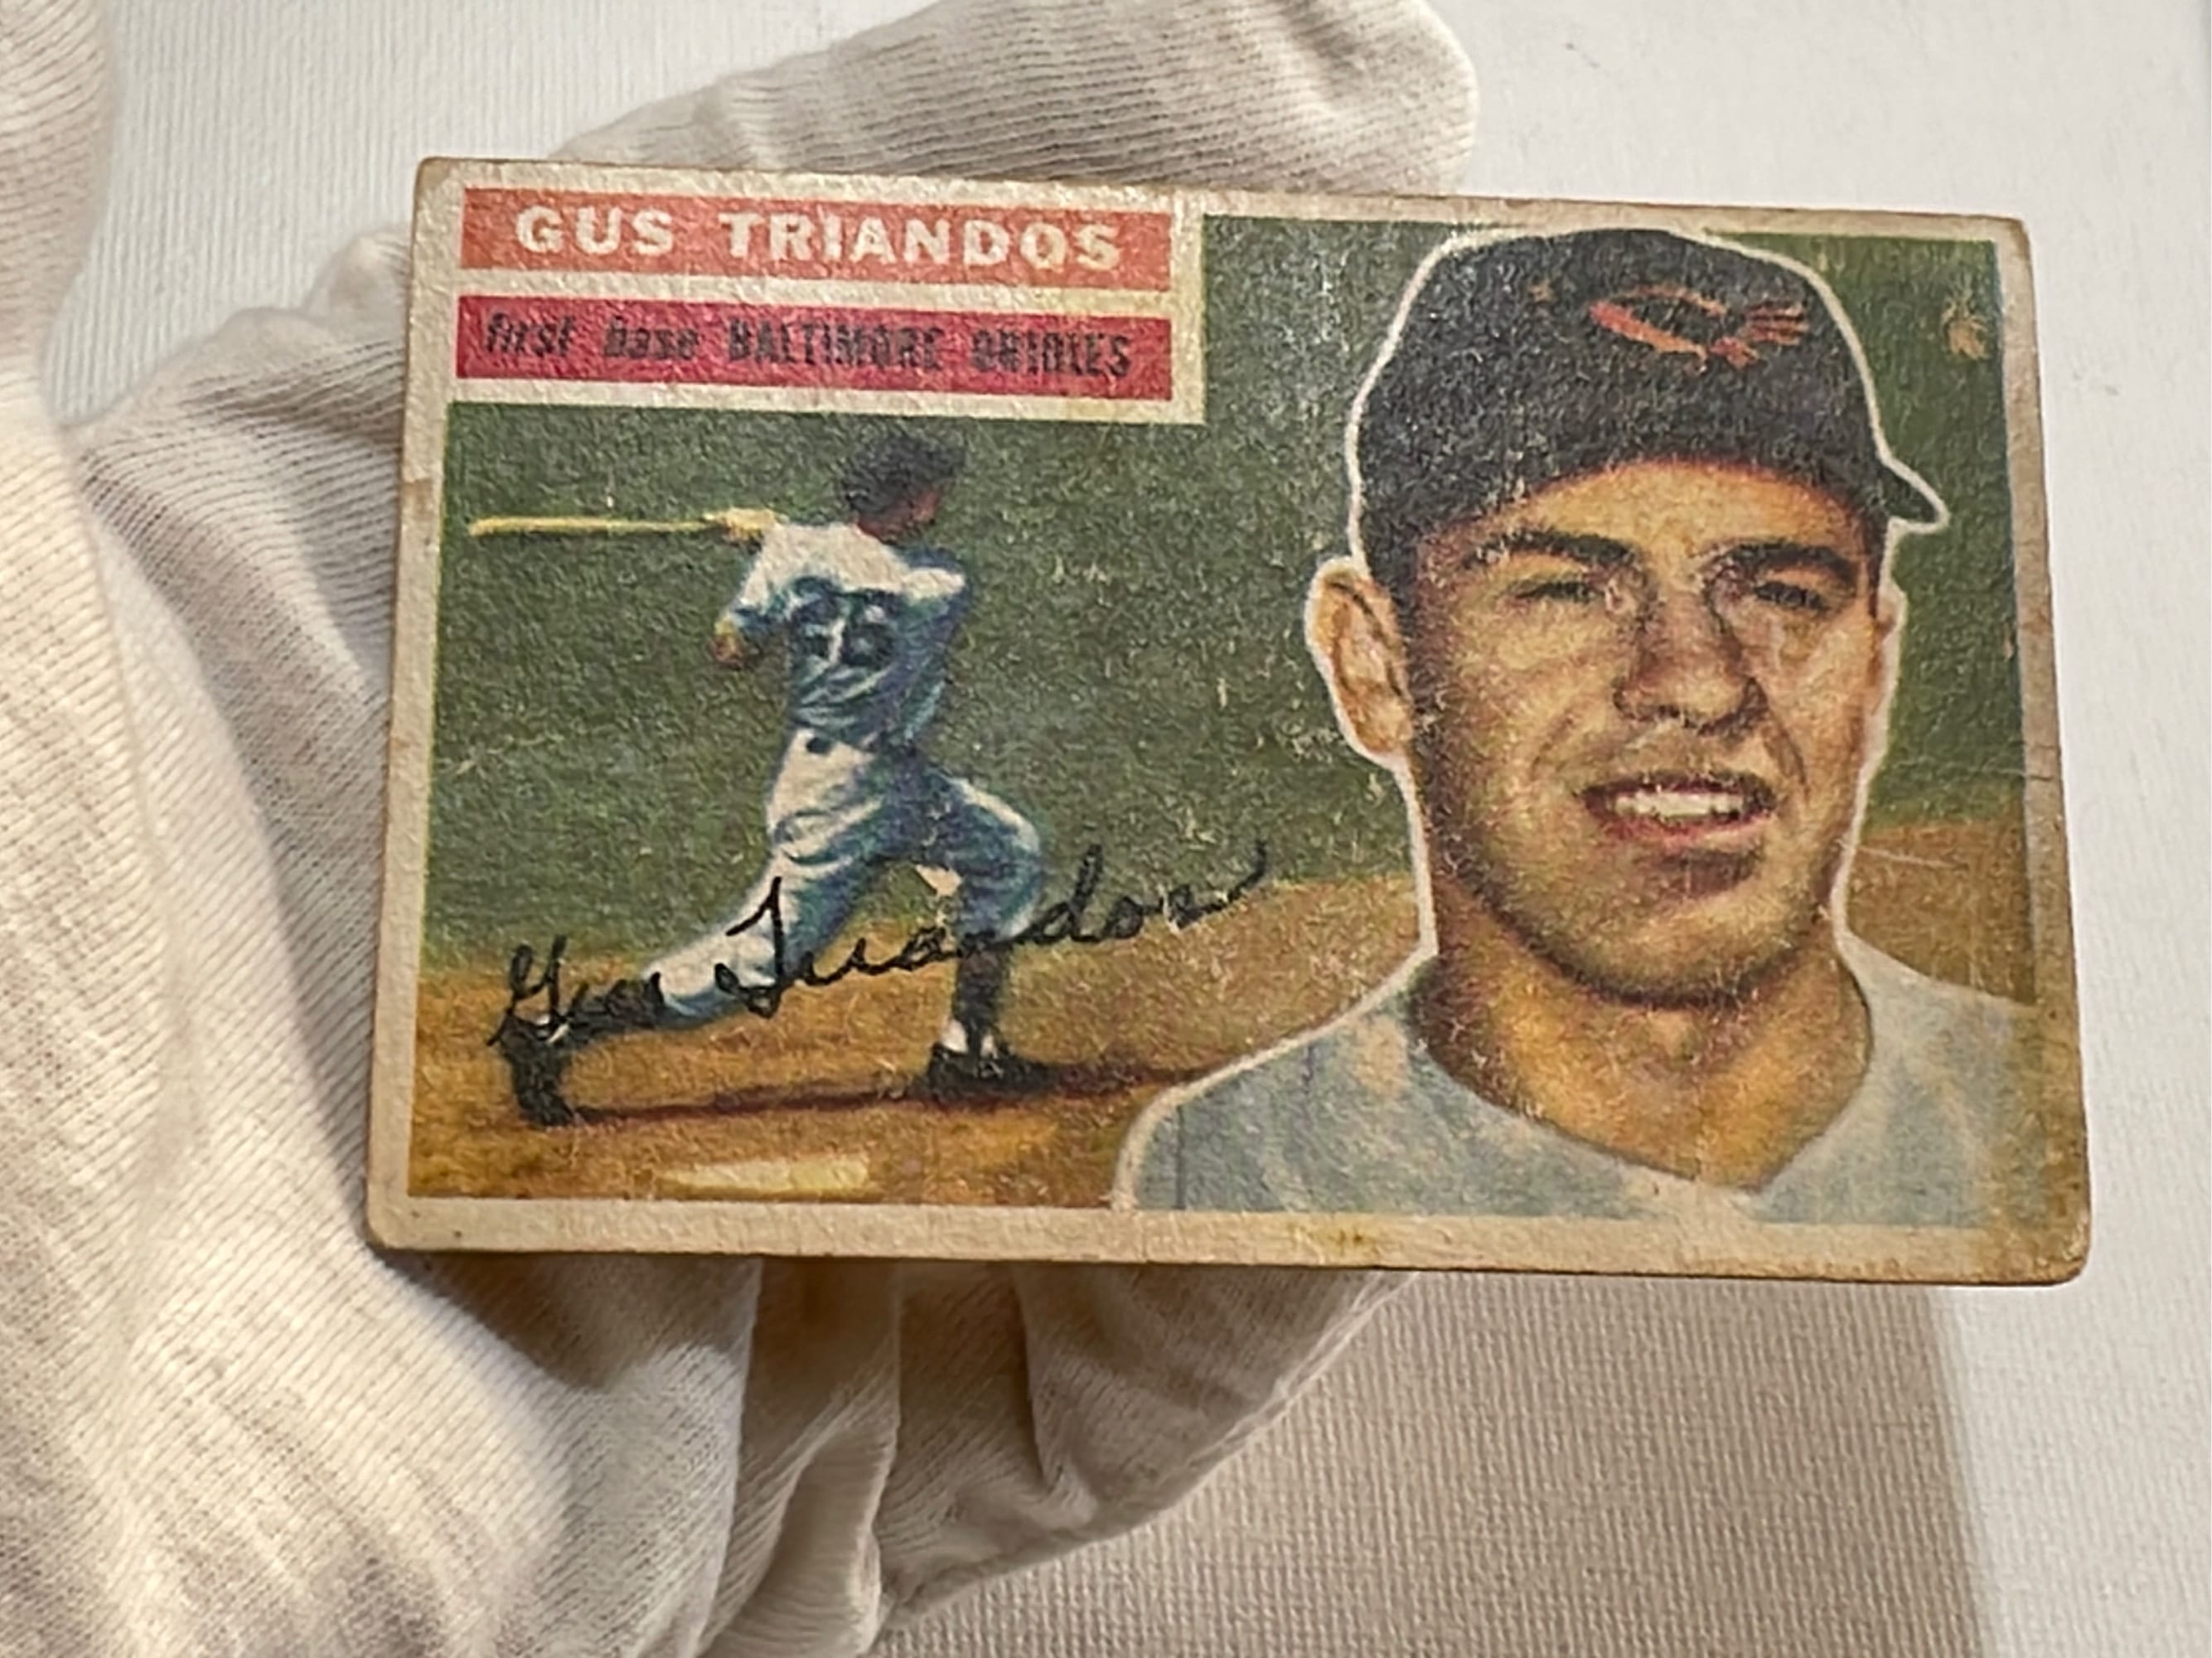 GUS TRIANDOS
first base BALTIMORE ORIOLES
Gus Triandos